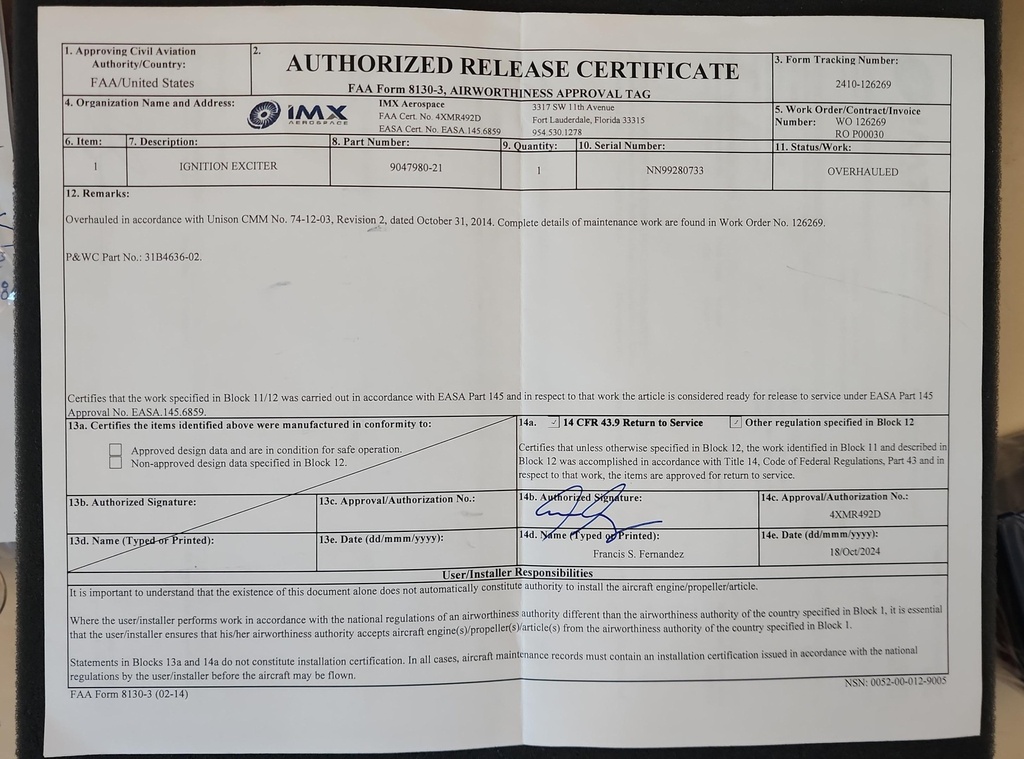 1. Approving Civil Aviation
Authority/Country:
FAA/United States
2.
AUTHORIZED RELEASE CERTIFICATE
FAA Form 8130-3, AIRWORTHINESS APPROVAL TAG
3. Form Tracking Number:
2410-126269
4. Organization Name and Address:
IMX
AEROSPACE
IMX Aerospace
FAA Cert. No. 4XMR492D
EASA Cert. No. EASA.145.6859
3317 SW 11th Avenue
Fort Lauderdale, Florida 33315
954.530.1278
5. Work Order/Contract/Invoice
Number: WO 126269
RO P00030
6. Item:
1
7. Description:
IGNITION EXCITER
8. Part Number:
9047980-21
9. Quantity:
1
10. Serial Number:
NN99280733
11. Status/Work:
OVERHAULED
12. Remarks:
Overhauled in accordance with Unison CMM No. 74-12-03, Revision 2, dated October 31, 2014. Complete details of maintenance work are found in Work Order No. 126269.
P&WC Part No.: 31B4636-02.
Certifies that the work specified in Block 11/12 was carried out in accordance with EASA Part 145 and in respect to that work the article is considered ready for release to service under EASA Part 145
Approval No. EASA.145.6859.
13a. Certifies the items identified above were manufactured in conformity to:
Approved design data and are in condition for safe operation.
Non-approved design data specified in Block 12.
14a. ✓ 14 CFR 43.9 Return to Service ✓ Other regulation specified in Block 12
Certifies that unless otherwise specified in Block 12, the work identified in Block 11 and described in
Block 12 was accomplished in accordance with Title 14, Code of Federal Regulations, Part 43 and in
respect to that work, the items are approved for return to service.
13b. Authorized Signature:
13c. Approval/Authorization No.:
14b. Authorized Signature:
14c. Approval/Authorization No.:
4XMR492D
13d. Name (Typed or Printed):
13e. Date (dd/mmm/yyyy):
14d. Name (Typed or Printed):
Francis S. Fernandez
14e. Date (dd/mmm/yyyy):
18/Oct/2024
User/Installer Responsibilities
It is important to understand that the existence of this document alone does not automatically constitute authority to install the aircraft engine/propeller/article.
Where the user/installer performs work in accordance with the national regulations of an airworthiness authority different than the airworthiness authority of the country specified in Block 1, it is essential
that the user/installer ensures that his/her airworthiness authority accepts aircraft engine(s)/propeller(s)/article(s) from the airworthiness authority of the country specified in Block 1.
Statements in Blocks 13a and 14a do not constitute installation certification. In all cases, aircraft maintenance records must contain an installation certification issued in accordance with the national
regulations by the user/installer before the aircraft may be flown.
FAA Form 8130-3 (02-14)
NSN: 0052-00-012-9005